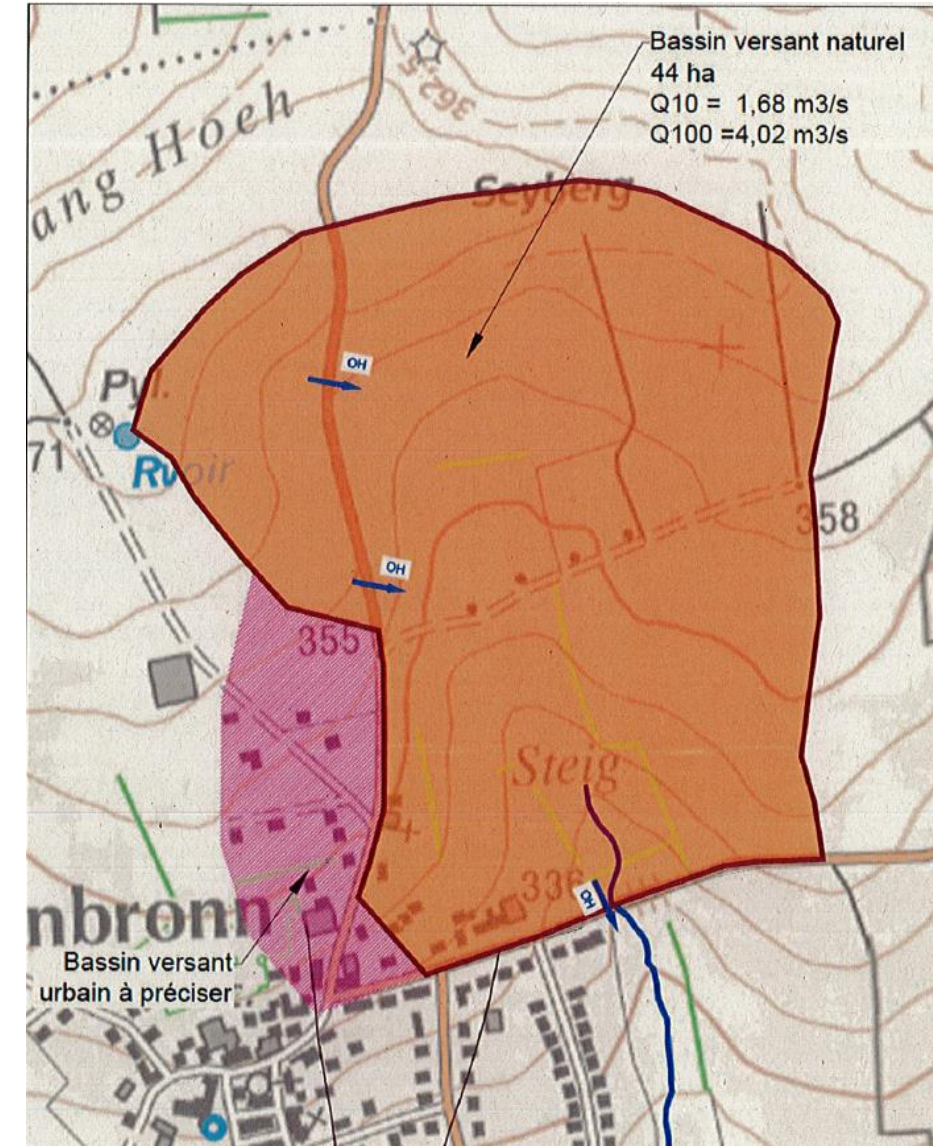 Bassin versant naturel
44 ha
Q10 = 1,68 m3/s
Q100 =4,02 m3/s
362,5
ang Hoeh
Seyberg
OH
Pyl.
71
Rvoir
358
OH
355
Steig
336
OH
nbronn
Bassin versant
urbain à préciser